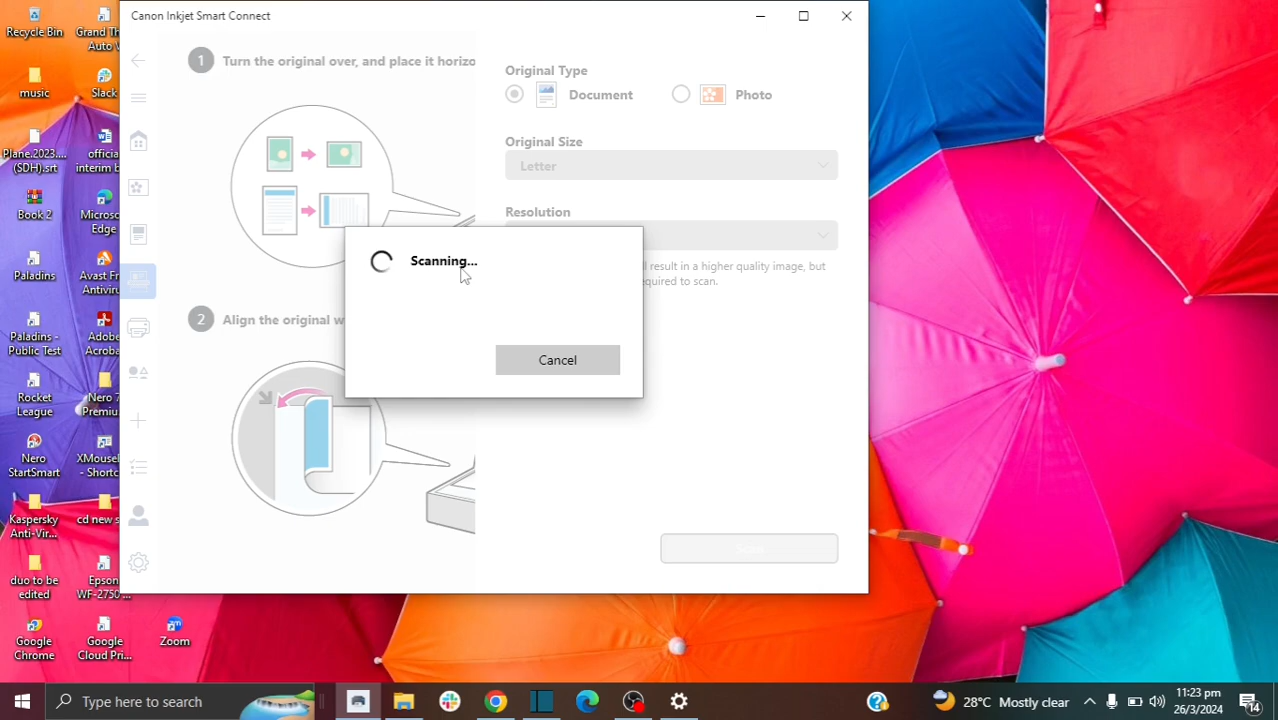 Canon Inkjet Smart Connect
1 Turn the original over, and place it horizo
2 Align the original w
Original Type
Document
Photo
Original Size
Letter
Resolution
l result in a higher quality image, but
equired to scan.
Scanning...
Cancel
Scan
Recycle Bin
Grand Th...
Auto V
music
Slack
Plane.2023....
(SDH).srt
official
interim b
Book 2
Microsof
Edge
Paladins
Avast Fr
Antiviru
Paladins -
Public Test
Adobe
Acroba
Rocket
League
Nero 7
Premiu..
Nero
StartSmart
XMouseB
- Shortc
Kaspersky
Anti-Vir...
cd new s
duo to be
edited
Epson
WF-2750 ...
Google
Chrome
Google
Cloud Pri...
Zoom
Type here to search
28°C Mostly clear
11:23 pm
26/3/2024
14